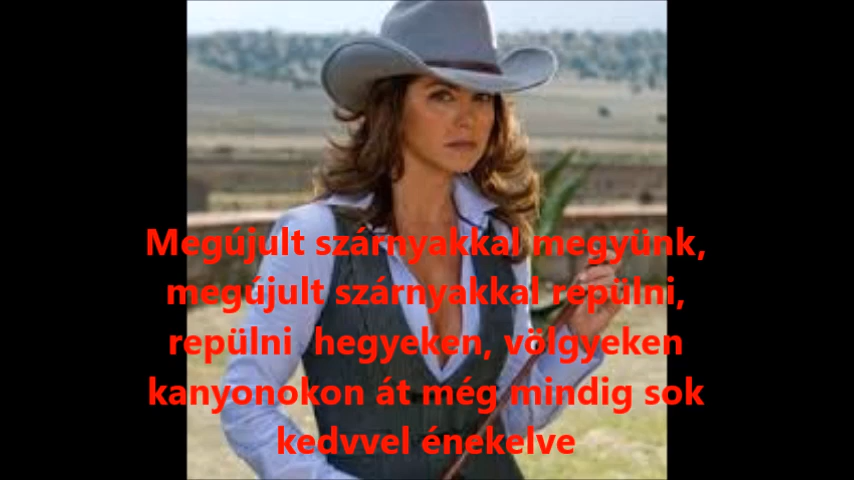 Megújult szárnyakkal megyünk,
megújult szárnyakkal repülni,
repülni  hegyeken, völgyeken
kanyonokon át még mindig sok
kedvvel énekelve